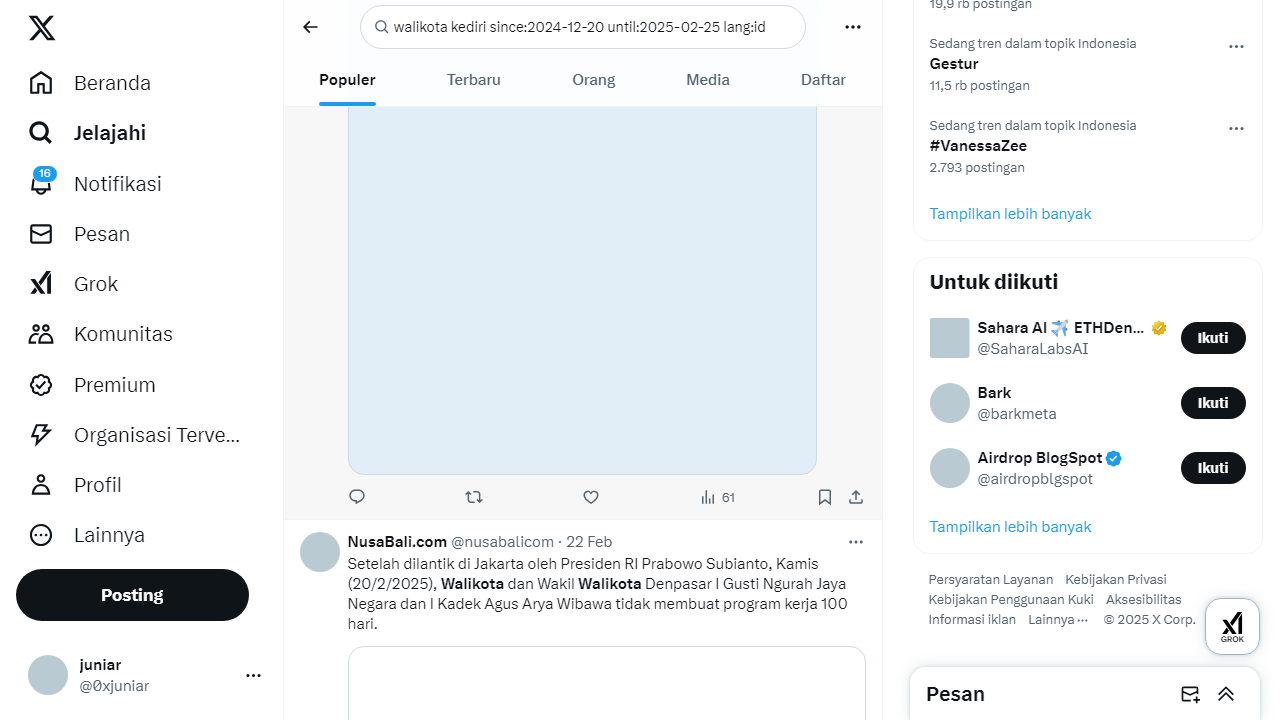 Beranda
Jelajahi
16
Notifikasi
Pesan
Grok
Komunitas
Premium
Organisasi Terve...
Profil
Lainnya
Posting
juniar
@0xjuniar
walikota kediri since:2024-12-20 until:2025-02-25 lang:id
Populer
Terbaru
Orang
Media
Daftar
61
NusaBali.com @nusabalicom · 22 Feb
Setelah dilantik di Jakarta oleh Presiden RI Prabowo Subianto, Kamis
(20/2/2025), Walikota dan Wakil Walikota Denpasar I Gusti Ngurah Jaya
Negara dan I Kadek Agus Arya Wibawa tidak membuat program kerja 100
hari.
19,9 rb postingan
Sedang tren dalam topik Indonesia
Gestur
11,5 rb postingan
Sedang tren dalam topik Indonesia
#VanessaZee
2.793 postingan
Tampilkan lebih banyak
Untuk diikuti
Sahara AI ✈️ ETHDen...
@SaharaLabsAI
Ikuti
Bark
@barkmeta
Ikuti
Airdrop BlogSpot
@airdropblgspot
Ikuti
Tampilkan lebih banyak
Persyaratan Layanan Kebijakan Privasi
Kebijakan Penggunaan Kuki Aksesibilitas
Informasi iklan Lainnya ··· © 2025 X Corp.
GROK
Pesan